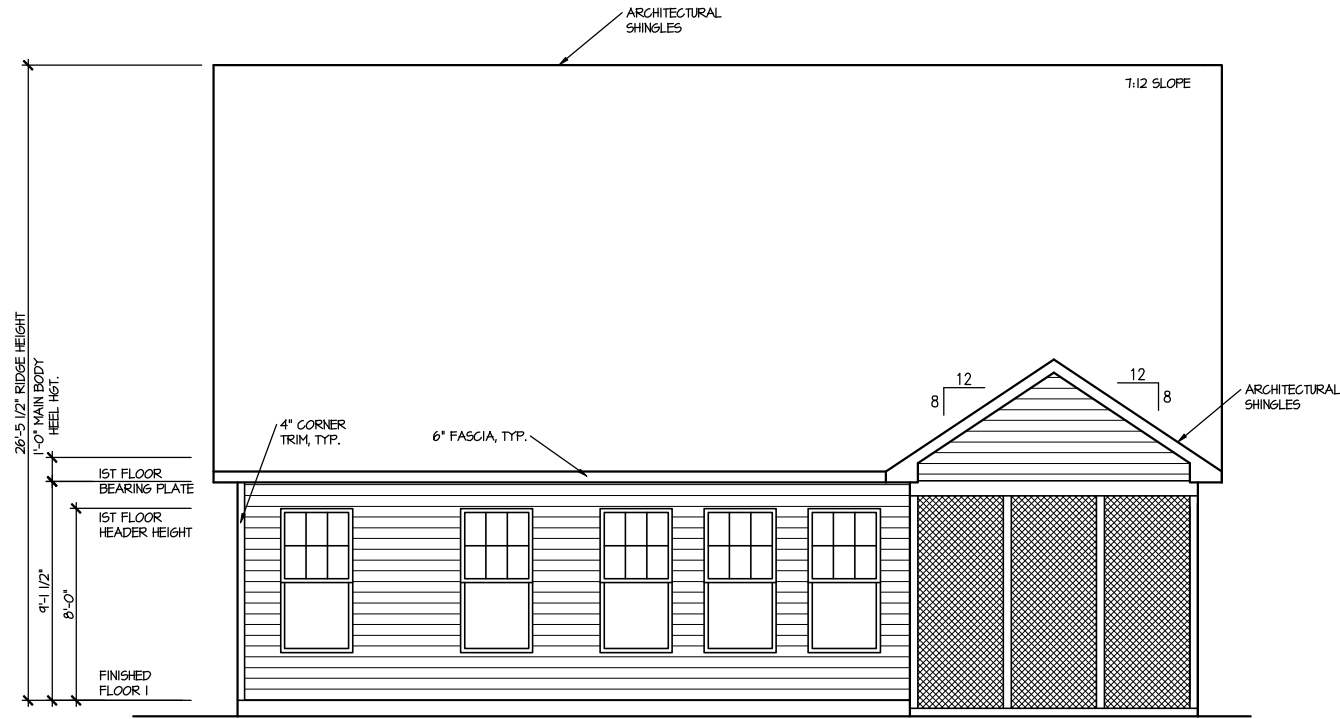 ARCHITECTURAL
SHINGLES
7:12 SLOPE
26'-5 1/2" RIDGE HEIGHT
1'-0" MAIN BODY
HEEL HGT.
12
8
12
8
ARCHITECTURAL
SHINGLES
4" CORNER
TRIM, TYP.
6" FASCIA, TYP.
1ST FLOOR
BEARING PLATE
1ST FLOOR
HEADER HEIGHT
9'-1 1/2"
8'-0"
FINISHED
FLOOR 1